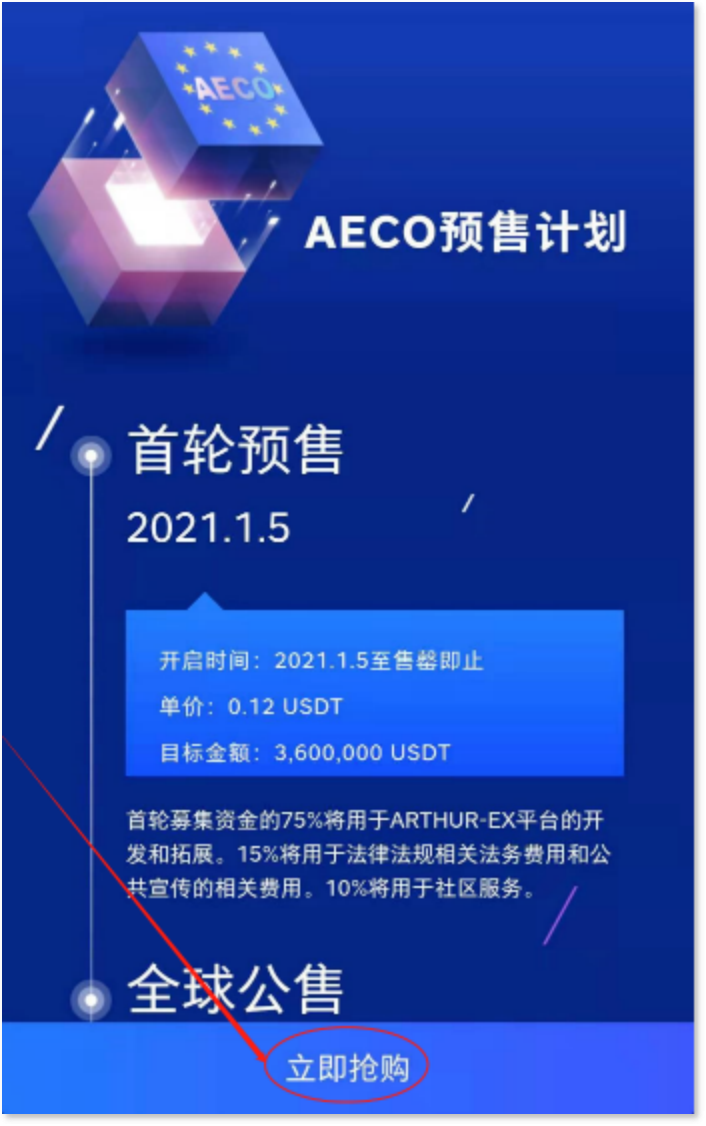 AECO
AECO预售计划
首轮预售
2021.1.5
开启时间：2021.1.5至售罄即止
单价：0.12 USDT
目标金额：3,600,000 USDT
首轮募集资金的75%将用于ARTHUR-EX平台的开
发和拓展。15%将用于法律法规相关法务费用和公
共宣传的相关费用。10%将用于社区服务。
全球公售
立即抢购